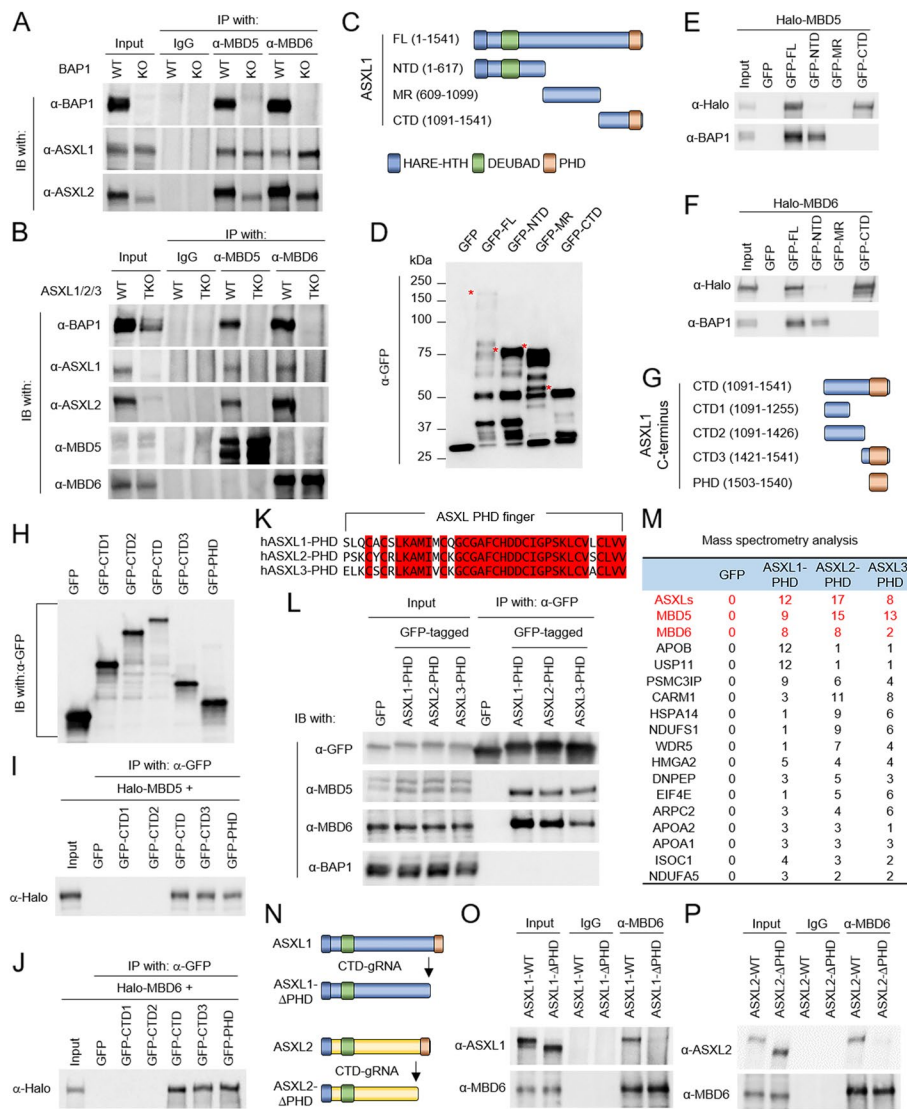 A
IP with:
Input IgG α-MBD5 α-MBD6
BAP1 WT KO WT KO WT KO WT KO
IB with:
α-BAP1
α-ASXL1
α-ASXL2
B
IP with:
Input IgG α-MBD5 α-MBD6
ASXL1/2/3 WT TKO WT TKO WT TKO WT TKO
IB with:
α-BAP1
α-ASXL1
α-ASXL2
α-MBD5
α-MBD6
C
ASXL1
FL (1-1541)
NTD (1-617)
MR (609-1099)
CTD (1091-1541)
HARE-HTH DEUBAD PHD
D
GFP GFP-FL GFP-NTD GFP-MR GFP-CTD
kDa
250
150
100
75
50
37
25
α-GFP
* * * *
E
Halo-MBD5
Input GFP GFP-FL GFP-NTD GFP-MR GFP-CTD
α-Halo
α-BAP1
F
Halo-MBD6
Input GFP GFP-FL GFP-NTD GFP-MR GFP-CTD
α-Halo
α-BAP1
G
ASXL1
C-terminus
CTD (1091-1541)
CTD1 (1091-1255)
CTD2 (1091-1426)
CTD3 (1421-1541)
PHD (1503-1540)
H
GFP GFP-CTD1 GFP-CTD2 GFP-CTD GFP-CTD3 GFP-PHD
IB with:α-GFP
I
IP with: α-GFP
Halo-MBD5 +
Input GFP GFP-CTD1 GFP-CTD2 GFP-CTD GFP-CTD3 GFP-PHD
α-Halo
J
IP with: α-GFP
Halo-MBD6 +
Input GFP GFP-CTD1 GFP-CTD2 GFP-CTD GFP-CTD3 GFP-PHD
α-Halo
K
ASXL PHD finger
hASXL1-PHD SLQCACSLKAMIMCQGCGAFCHDDCIGPSKLCVLCLVV
hASXL2-PHD PSKCYCRLKAMIMCKGCGAFCHDDCIGPSKLCVSCLVV
hASXL3-PHD ELKCSCRLKAMIVCKGCGAFCHDDCIGPSKLCVACLVV
L
Input IP with: α-GFP
GFP-tagged GFP-tagged
IB with: GFP ASXL1-PHD ASXL2-PHD ASXL3-PHD GFP ASXL1-PHD ASXL2-PHD ASXL3-PHD
α-GFP
α-MBD5
α-MBD6
α-BAP1
M
Mass spectrometry analysis
GFP ASXL1-PHD ASXL2-PHD ASXL3-PHD
ASXLs 0 12 17 8
MBD5 0 9 15 13
MBD6 0 8 8 2
APOB 0 12 1 1
USP11 0 12 1 1
PSMC3IP 0 9 6 4
CARM1 0 3 11 8
HSPA14 0 1 9 6
NDUFS1 0 1 9 6
WDR5 0 1 7 4
HMGA2 0 5 4 4
DNPEP 0 3 5 3
EIF4E 0 1 5 6
ARPC2 0 3 4 6
APOA2 0 3 3 1
APOA1 0 3 3 3
ISOC1 0 4 3 2
NDUFA5 0 3 2 2
N
ASXL1
CTD-gRNA
ASXL1-
ΔPHD
ASXL2
CTD-gRNA
ASXL2-
ΔPHD
O
Input IgG α-MBD6
ASXL1-WT ASXL1-ΔPHD ASXL1-WT ASXL1-ΔPHD ASXL1-WT ASXL1-ΔPHD
α-ASXL1
α-MBD6
P
Input IgG α-MBD6
ASXL2-WT ASXL2-ΔPHD ASXL2-WT ASXL2-ΔPHD ASXL2-WT ASXL2-ΔPHD
α-ASXL2
α-MBD6